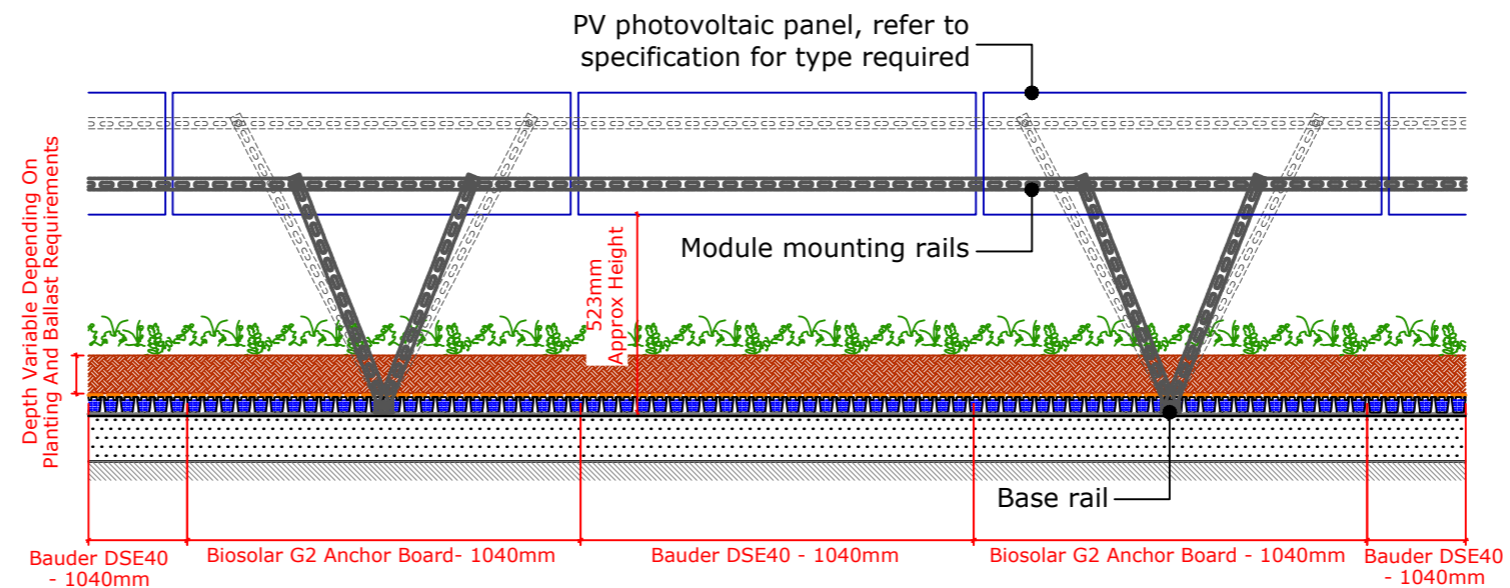 PV photovoltaic panel, refer to
specification for type required
Depth Variable Depending On
Planting And Ballast Requirements
523mm
Approx Height
Module mounting rails
Base rail
Bauder DSE40
- 1040mm
Biosolar G2 Anchor Board- 1040mm
Bauder DSE40 - 1040mm
Biosolar G2 Anchor Board - 1040mm
Bauder DSE40
- 1040mm